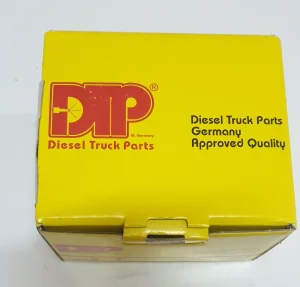 DTP®
W. Germany
Diesel Truck Parts
Diesel Truck Parts
Germany
Approved Quality